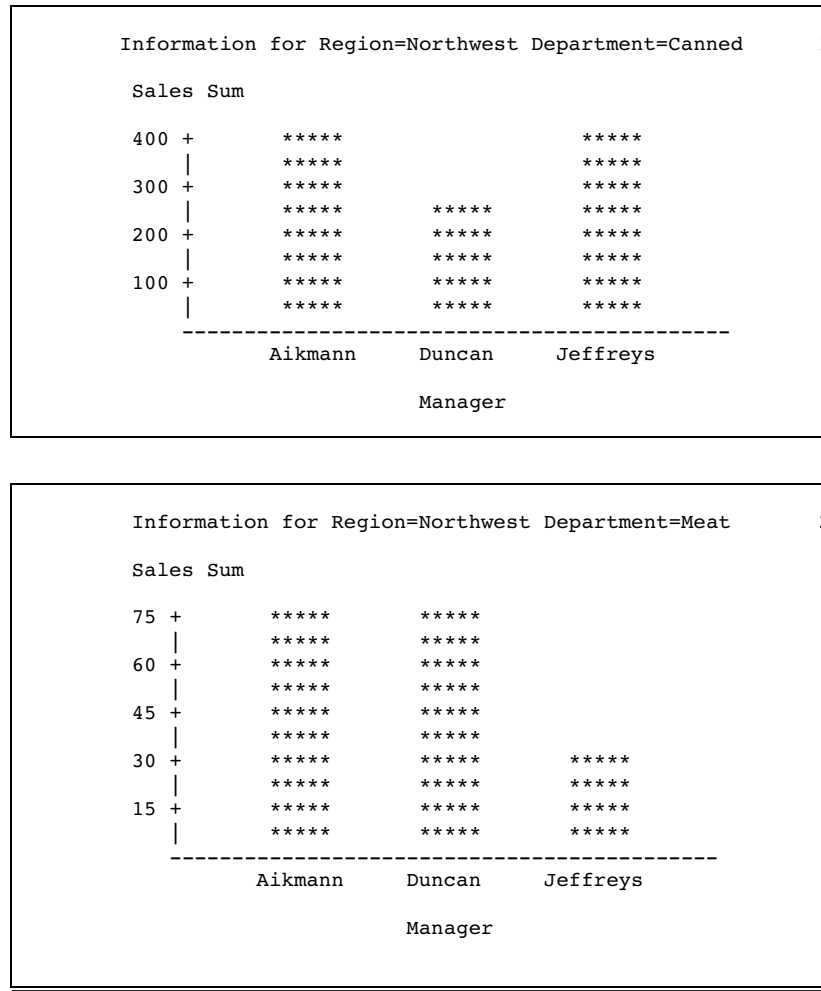 Information for Region=Northwest Department=Canned
Sales Sum
400 +        *****                   *****
    |        *****                   *****
300 +        *****                   *****
    |        *****       *****       *****
200 +        *****       *****       *****
    |        *****       *****       *****
100 +        *****       *****       *****
    |        *****       *****       *****
    --------------------------------------------
Aikmann     Duncan     Jeffreys
Manager
Information for Region=Northwest Department=Meat
Sales Sum
75 +        *****       *****
   |        *****       *****
60 +        *****       *****
   |        *****       *****
45 +        *****       *****
   |        *****       *****
30 +        *****       *****       *****
   |        *****       *****       *****
15 +        *****       *****       *****
   |        *****       *****       *****
   --------------------------------------------
Aikmann     Duncan     Jeffreys
Manager